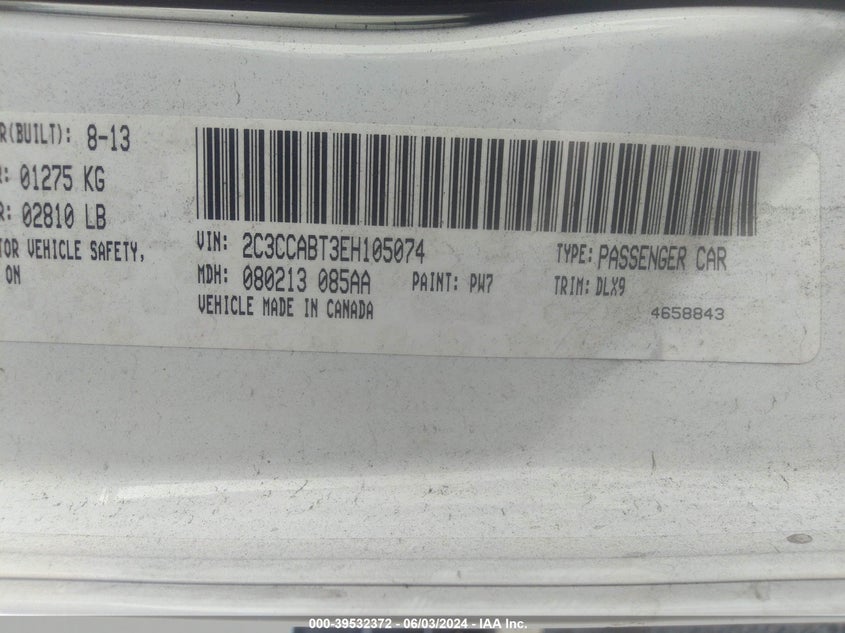 R(BUILT): 8-13
R: 01275 KG
R: 02810 LB
TOR VEHICLE SAFETY,
ON
VIN: 2C3CCABT3EH105074
TYPE: PASSENGER CAR
MDH: 080213 085AA
PAINT: PW7
TRIM: DLX9
VEHICLE MADE IN CANADA
4658843
000-39532372 - 06/03/2024 - IAA Inc.